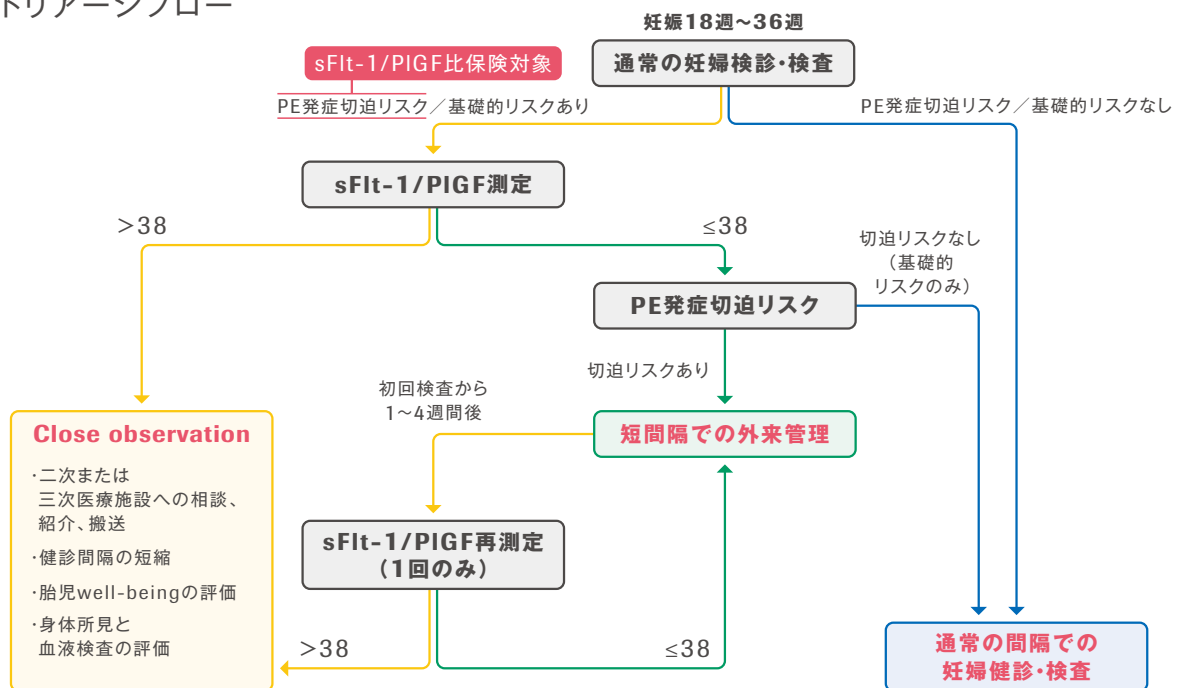 トリアージフロー
妊娠18週～36週
sFlt-1/PlGF比保険対象
通常の妊婦検診・検査
PE発症切迫リスク／基礎的リスクあり
PE発症切迫リスク／基礎的リスクなし
sFlt-1/PlGF測定
＞38
≤38
切迫リスクなし
（基礎的
リスクのみ）
PE発症切迫リスク
切迫リスクあり
初回検査から
1～4週間後
短間隔での外来管理
Close observation
・二次または
三次医療施設への相談、
紹介、搬送
・健診間隔の短縮
・胎児well-beingの評価
・身体所見と
血液検査の評価
sFlt-1/PlGF再測定
（1回のみ）
＞38
≤38
通常の間隔での
妊婦健診・検査